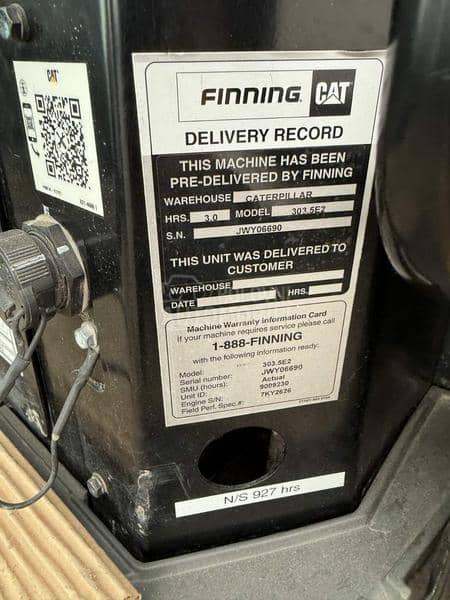 CAT
FINNING. CAT
DELIVERY RECORD
THIS MACHINE HAS BEEN
PRE-DELIVERED BY FINNING
WAREHOUSE CATERPILLAR
HRS. 3.0 MODEL 303.5E2
S.N. JWY06690
THIS UNIT WAS DELIVERED TO
CUSTOMER
WAREHOUSE
DATE HRS.
Machine Warranty Information Card
If your machine requires service please call
1-888-FINNING
with the following information ready:
Model: 303.5E2
Serial number: JWY06690
SMU (hours): Actual
Unit ID: 9009230
Engine S/N: 7KY2626
Field Perf. Spec.#:
N/S 927 hrs